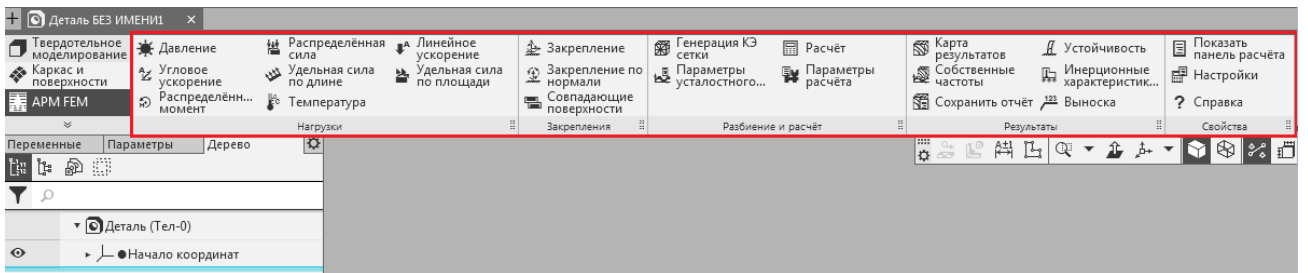 Деталь БЕЗ ИМЕНИ1
Твердотельное
моделирование
Каркас и
поверхности
APM FEM
Давление
Угловое
ускорение
Распределённ...
момент
Распределённая
сила
Удельная сила
по длине
Температура
Линейное
ускорение
Удельная сила
по площади
Нагрузки
Закрепление
Закрепление по
нормали
Совпадающие
поверхности
Закрепления
Генерация КЭ
сетки
Параметры
усталостного...
Расчёт
Параметры
расчёта
Разбиение и расчёт
Карта
результатов
Собственные
частоты
Сохранить отчёт
Устойчивость
Инерционные
характеристик...
123 Выноска
Результаты
Показать
панель расчёта
Настройки
Справка
Свойства
Переменные
Параметры
Дерево
Деталь (Тел-0)
Начало координат